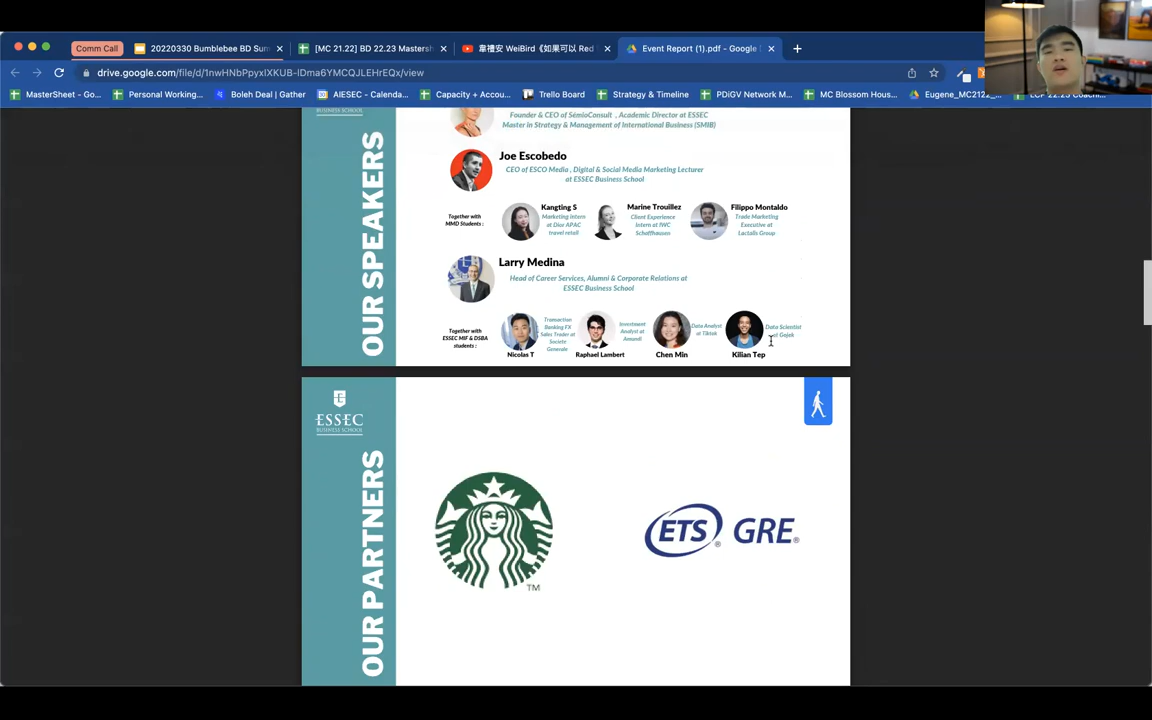 Comm Call
20220330 Bumblebee BD Sum
[MC 21.22] BD 22.23 Mastersh
韋禮安 WeiBird《如果可以 Red
Event Report (1).pdf - Google
drive.google.com/file/d/1nwHNbPpyxIXKUB-IDma6YMCQJLEHrEQx/view
MasterSheet - Go...
Personal Working...
Boleh Deal | Gather
AIESEC - Calenda...
Capacity + Accou...
Trello Board
Strategy & Timeline
PDiGV Network M...
MC Blossom Hous...
Eugene_MC2122_...
BUSINESS SCHOOL
OUR SPEAKERS
Founder & CEO of SémioConsult , Academic Director at ESSEC
Master in Strategy & Management of International Business (SMIB)
Joe Escobedo
CEO of ESCO Media , Digital & Social Media Marketing Lecturer
at ESSEC Business School
Together with
MMD Students :
Kangting S
Marketing Intern
at Dior APAC
travel retail
Marine Trouillez
Client Experience
Intern at IWC
Schaffhausen
Filippo Montaldo
Trade Marketing
Executive at
Lactalis Group
Larry Medina
Head of Career Services, Alumni & Corporate Relations at
ESSEC Business School
Together with
ESSEC MIF & DSBA
students :
Transaction
Banking FX
Sales Trader at
Societe
Generale
Nicolas T
Investment
Analyst at
Amundi
Raphael Lambert
Data Analyst
at Tiktok
Chen Min
Data Scientist
at Gojek
Kilian Tep
ESSEC
BUSINESS SCHOOL
OUR PARTNERS
TM
ETS® GRE®